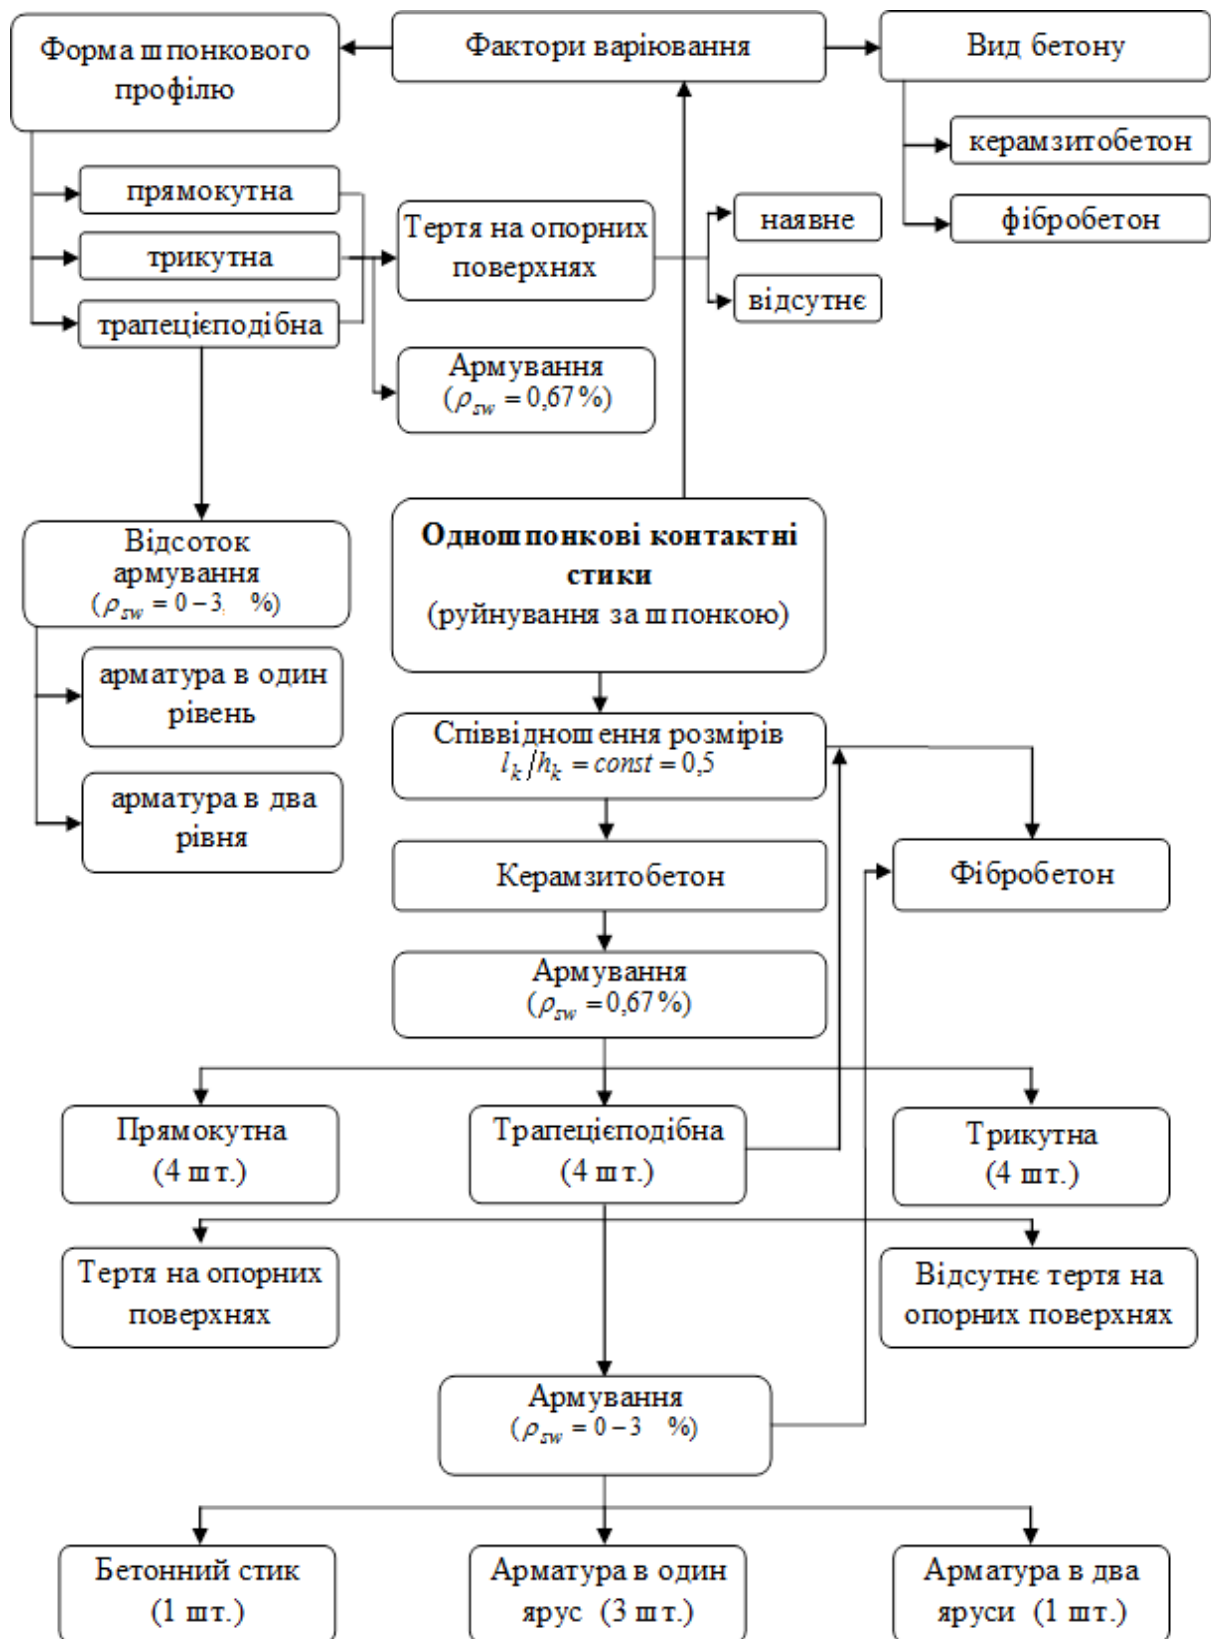 Форма шпонкового
профілю
Фактори варіювання
Вид бетону
керамзитобетон
фібробетон
прямокутна
трикутна
трапецієподібна
Тертя на опорних
поверхнях
наявне
відсутнє
Армування
(ρsw = 0,67 %)
Відсоток
армування
(ρsw = 0 – 3, %)
арматура в один
рівень
арматура в два
рівня
Одношпонкові контактні
стики
(руйнування за шпонкою)
Співвідношення розмірів
lk/hk = const = 0,5
Керамзитобетон
Фібробетон
Армування
(ρsw = 0,67 %)
Прямокутна
(4 шт.)
Трапецієподібна
(4 шт.)
Трикутна
(4 шт.)
Тертя на опорних
поверхнях
Відсутнє тертя на
опорних поверхнях
Армування
(ρsw = 0 – 3 %)
Бетонний стик
(1 шт.)
Арматура в один
ярус (3 шт.)
Арматура в два
яруси (1 шт.)